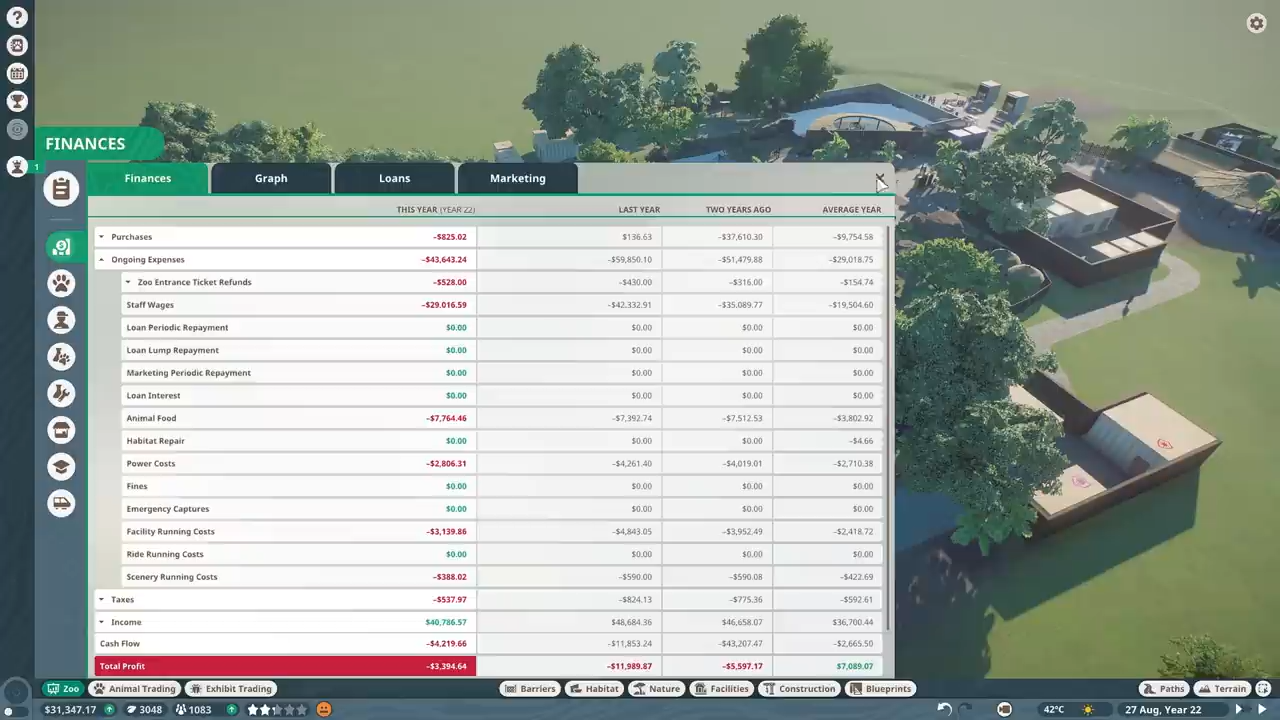 FINANCES
1
Finances Graph Loans Marketing
THIS YEAR (YEAR 22) LAST YEAR TWO YEARS AGO AVERAGE YEAR
Purchases -$825.02 $136.63 -$37,610.30 -$9,754.58
Ongoing Expenses -$43,643.24 -$59,850.10 -$51,479.88 -$29,018.75
Zoo Entrance Ticket Refunds -$528.00 -$430.00 -$316.00 -$154.74
Staff Wages -$29,016.59 -$42,332.91 -$35,089.77 -$19,504.60
Loan Periodic Repayment $0.00 $0.00 $0.00 $0.00
Loan Lump Repayment $0.00 $0.00 $0.00 $0.00
Marketing Periodic Repayment $0.00 $0.00 $0.00 $0.00
Loan Interest $0.00 $0.00 $0.00 $0.00
Animal Food -$7,764.46 -$7,392.74 -$7,512.53 -$3,802.92
Habitat Repair $0.00 $0.00 $0.00 -$4.66
Power Costs -$2,806.31 -$4,261.40 -$4,019.01 -$2,710.38
Fines $0.00 $0.00 $0.00 $0.00
Emergency Captures $0.00 $0.00 $0.00 $0.00
Facility Running Costs -$3,139.86 -$4,843.05 -$3,952.49 -$2,418.72
Ride Running Costs $0.00 $0.00 $0.00 $0.00
Scenery Running Costs -$388.02 -$590.00 -$590.08 -$422.69
Taxes -$537.97 -$824.13 -$775.36 -$592.61
Income $40,786.57 $48,684.36 $46,658.07 $36,700.44
Cash Flow -$4,219.66 -$11,853.24 -$43,207.47 -$2,665.50
Total Profit -$3,394.64 -$11,989.87 -$5,597.17 $7,089.07
Zoo Animal Trading Exhibit Trading Barriers Habitat Nature Facilities Construction Blueprints Paths Terrain
$31,347.17 3048 1083 42°C 27 Aug, Year 22